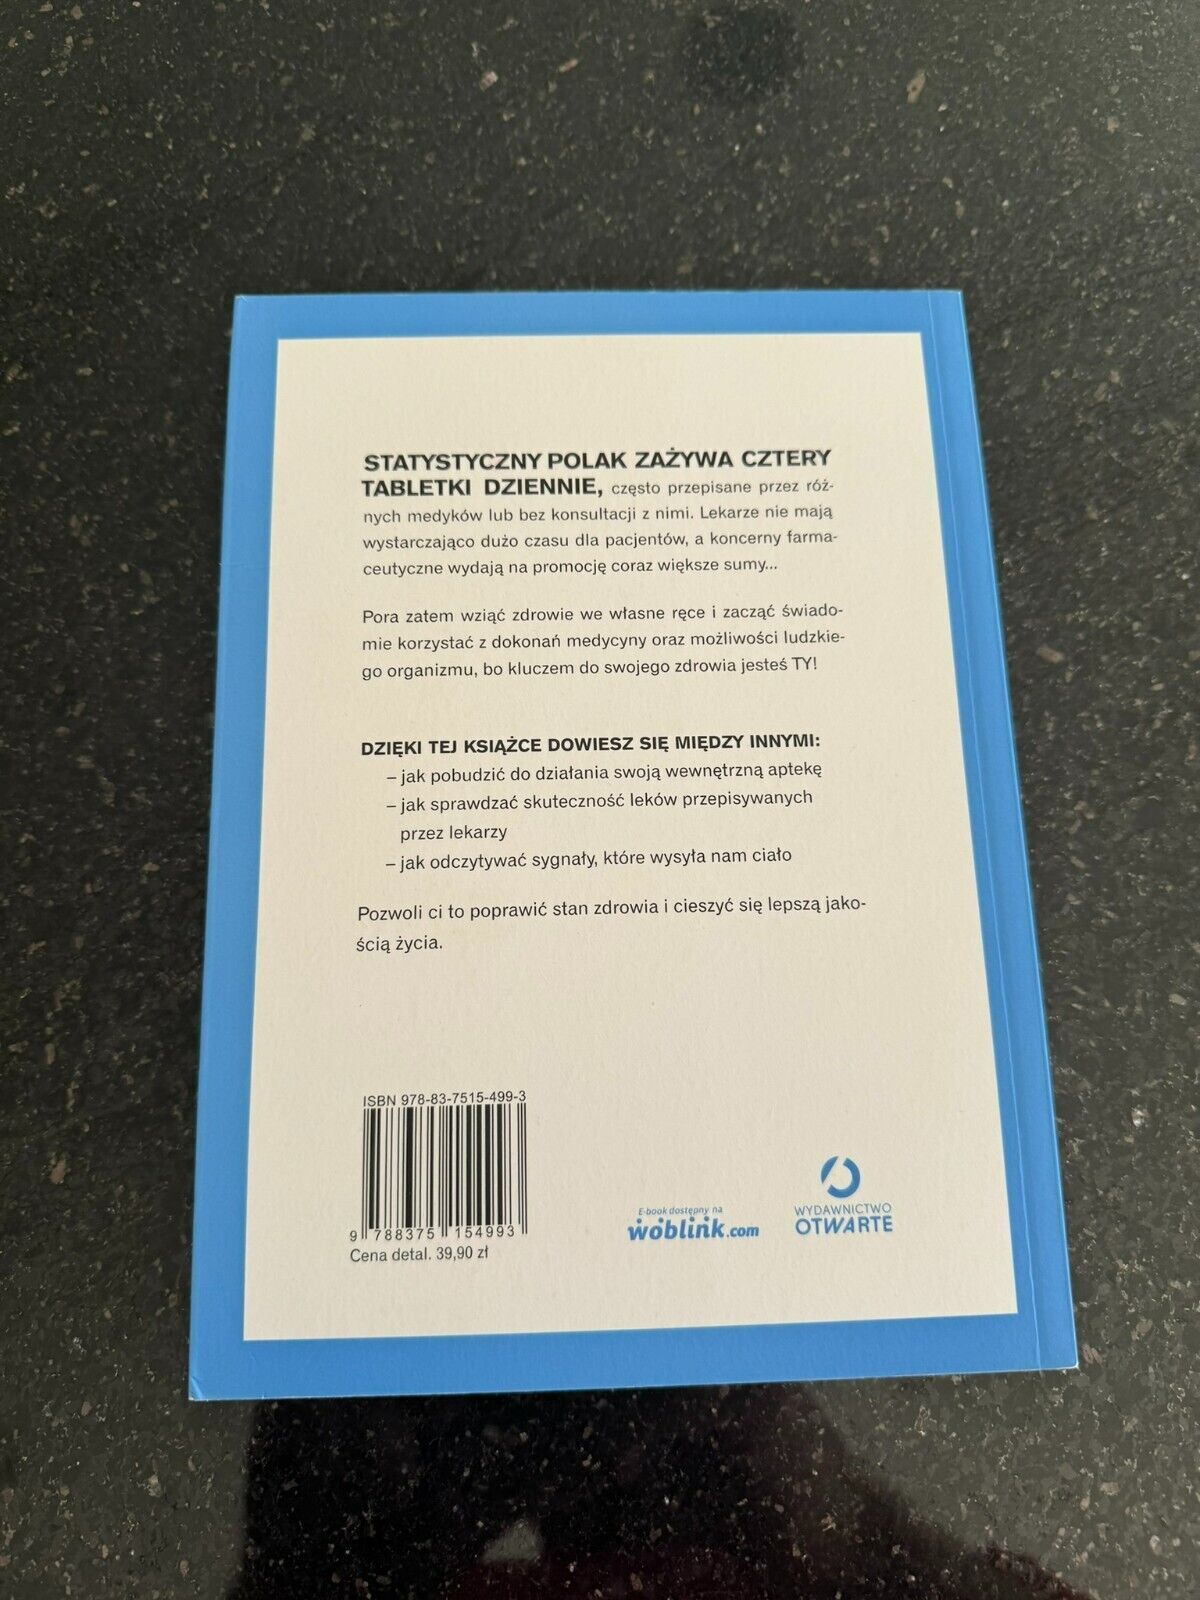 STATYSTYCZNY POLAK ZAŻYWA CZTERY
TABLETKI DZIENNIE, często przepisane przez róż-
nych medyków lub bez konsultacji z nimi. Lekarze nie mają
wystarczająco dużo czasu dla pacjentów, a koncerny farma-
ceutyczne wydają na promocję coraz większe sumy...
Pora zatem wziąć zdrowie we własne ręce i zacząć świado-
mie korzystać z dokonań medycyny oraz możliwości ludzkie-
go organizmu, bo kluczem do swojego zdrowia jesteś TY!
DZIĘKI TEJ KSIĄŻCE DOWIESZ SIĘ MIĘDZY INNYMI:
– jak pobudzić do działania swoją wewnętrzną aptekę
– jak sprawdzać skuteczność leków przepisywanych
przez lekarzy
– jak odczytywać sygnały, które wysyła nam ciało
Pozwoli ci to poprawić stan zdrowia i cieszyć się lepszą jako-
ścią życia.
ISBN 978-83-7515-499-3
9 788375 154993
Cena detal. 39,90 zł
E-book dostępny na
woblink.com
WYDAWNICTWO
OTWARTE